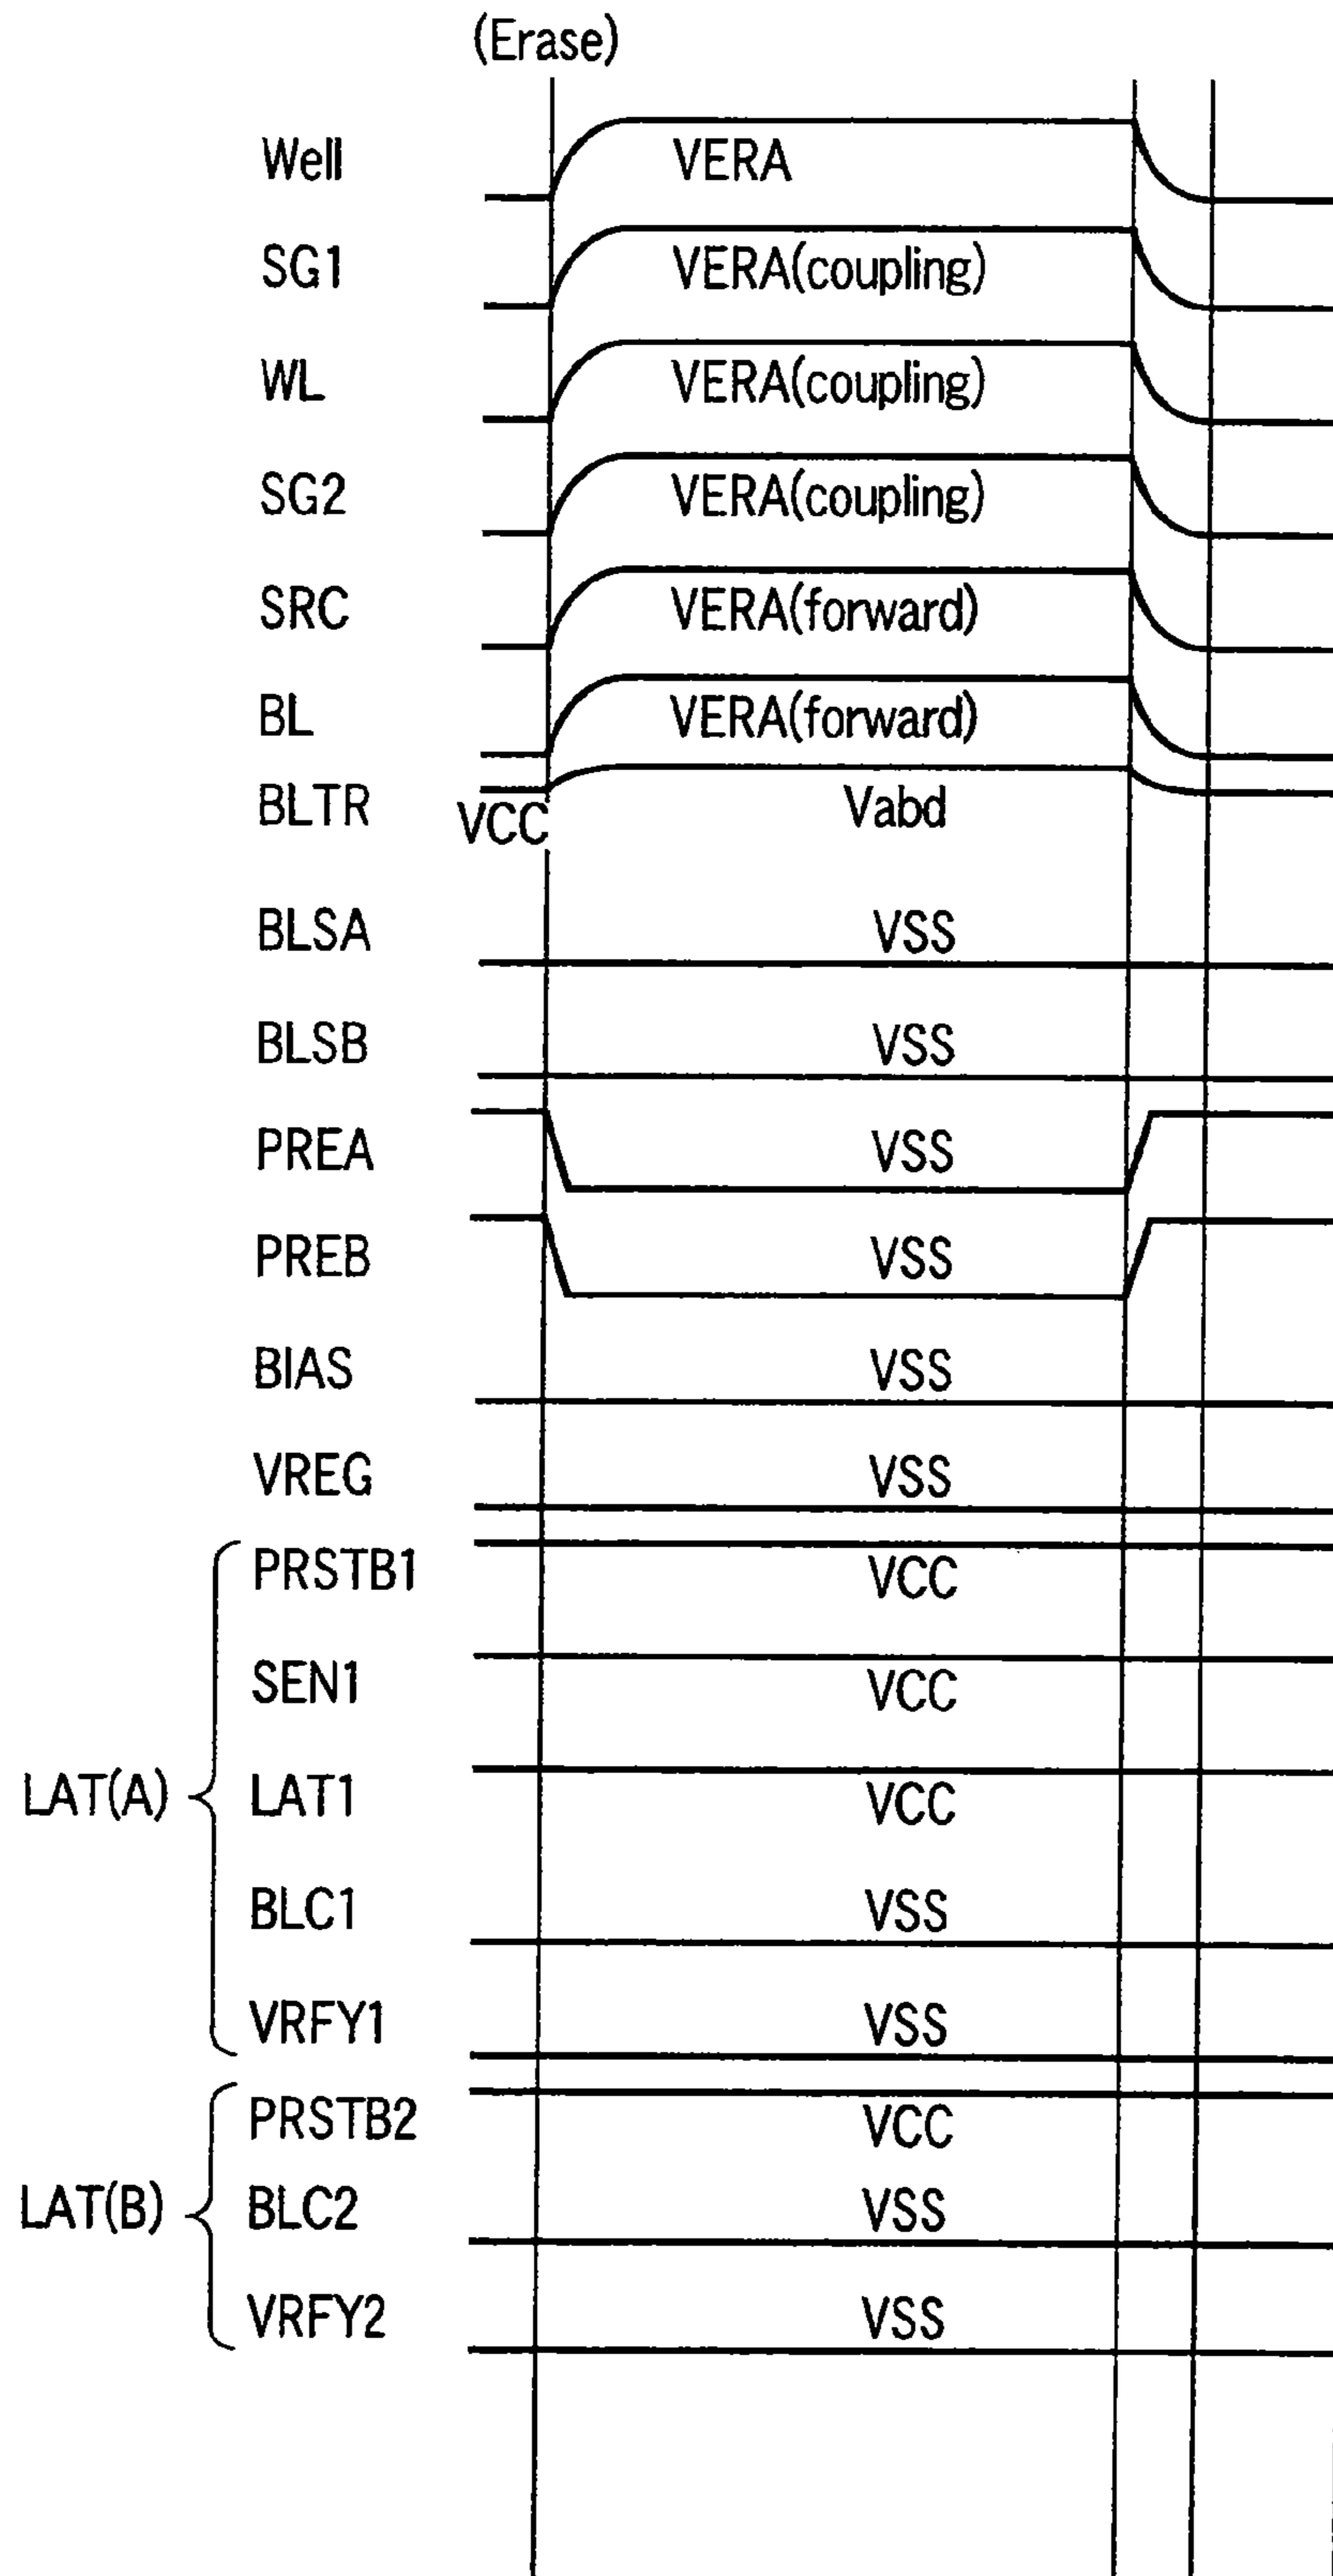 (Erase)
Well VERA
SG1 VERA(coupling)
WL VERA(coupling)
SG2 VERA(coupling)
SRC VERA(forward)
BL VERA(forward)
BLTR VCC Vabd
BLSA VSS
BLSB VSS
PREA VSS
PREB VSS
BIAS VSS
VREG VSS
PRSTB1 VCC
SEN1 VCC
LAT(A) LAT1 VCC
BLC1 VSS
VRFY1 VSS
PRSTB2 VCC
LAT(B) BLC2 VSS
VRFY2 VSS